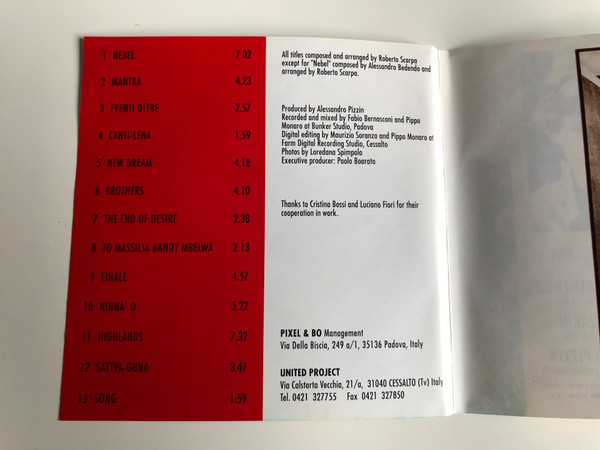 1 NEBEL 7.02
2 MANTRA 4.23
3 EVENTI OLTRE 2.57
4 CANTI-LENA 1.59
5 NEW DREAM 4.18
6 BROTHERS 4.10
7 THE END OF DESIRE 2.38
8 TO MASSILIA BANDY MBELWA 2.13
9 FINALE 4.57
10 NINNA' O 3.22
11 HIGHLANDS 7.32
12 SATTVA-GUNA 3.47
13 SONG 1.59
All titles composed and arranged by Roberto Scarpa
except for "Nebel" composed by Alessandro Bedendo and
arranged by Roberto Scarpa.
Produced by Alessandro Pizzin
Recorded and mixed by Fabio Bernasconi and Pippo
Monaro at Bunker Studio, Padova
Digital editing by Maurizio Soranzo and Pippo Monaro at
Farm Digital Recording Studio, Cessalto
Photos by Loredana Spimpolo
Executive producer: Paolo Boarato
Thanks to Cristina Bossi and Luciano Fiori for their
cooperation in work.
PIXEL & BO Management
Via Della Biscia, 249 a/1, 35136 Padova, Italy
UNITED PROJECT
Via Calstorta Vecchia, 21/a, 31040 CESSALTO (Tv) Italy
Tel. 0421 327755 Fax 0421 327850